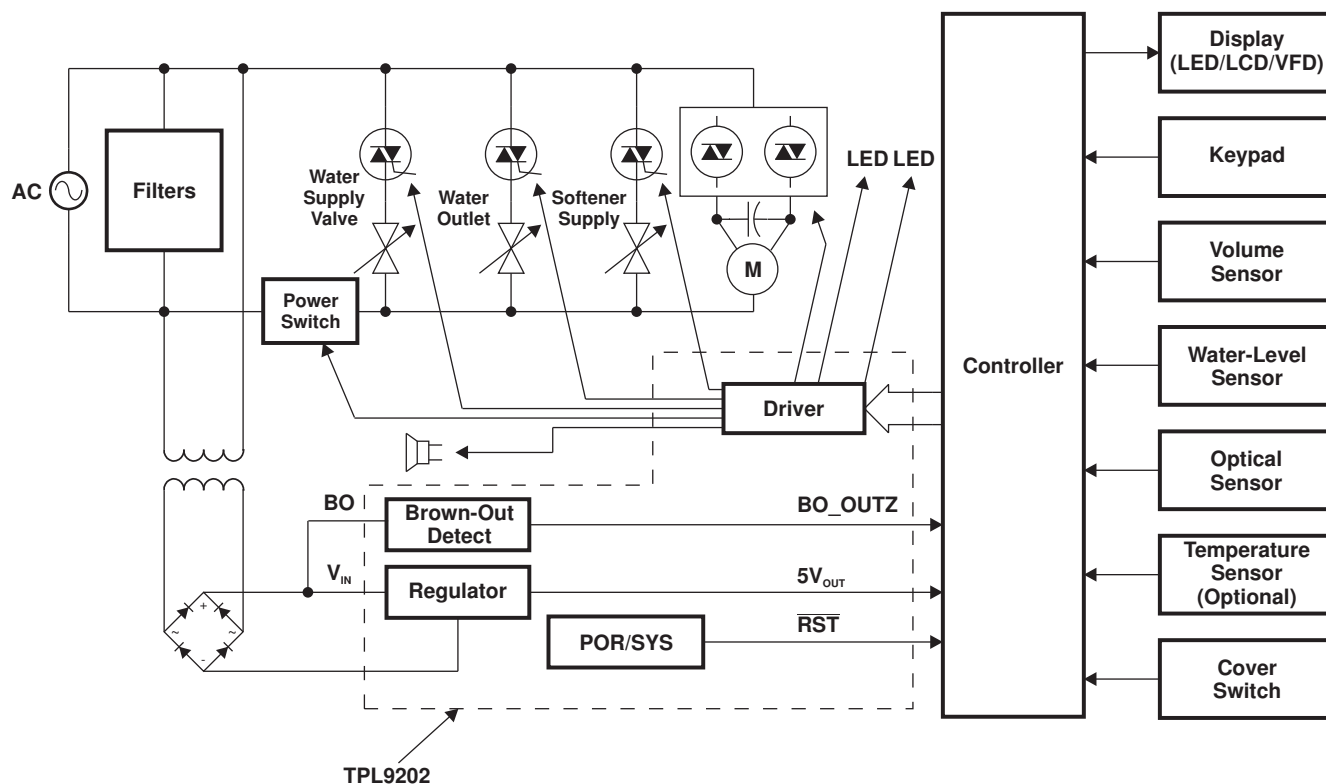 AC
Filters
Water
Supply
Valve
Water
Outlet
Softener
Supply
M
LED LED
Power
Switch
Driver
Controller
BO
Brown-Out
Detect
BO_OUTZ
V_IN
Regulator
5V_OUT
POR/SYS
RST
+
~
~
-
TPL9202
Display
(LED/LCD/VFD)
Keypad
Volume
Sensor
Water-Level
Sensor
Optical
Sensor
Temperature
Sensor
(Optional)
Cover
Switch